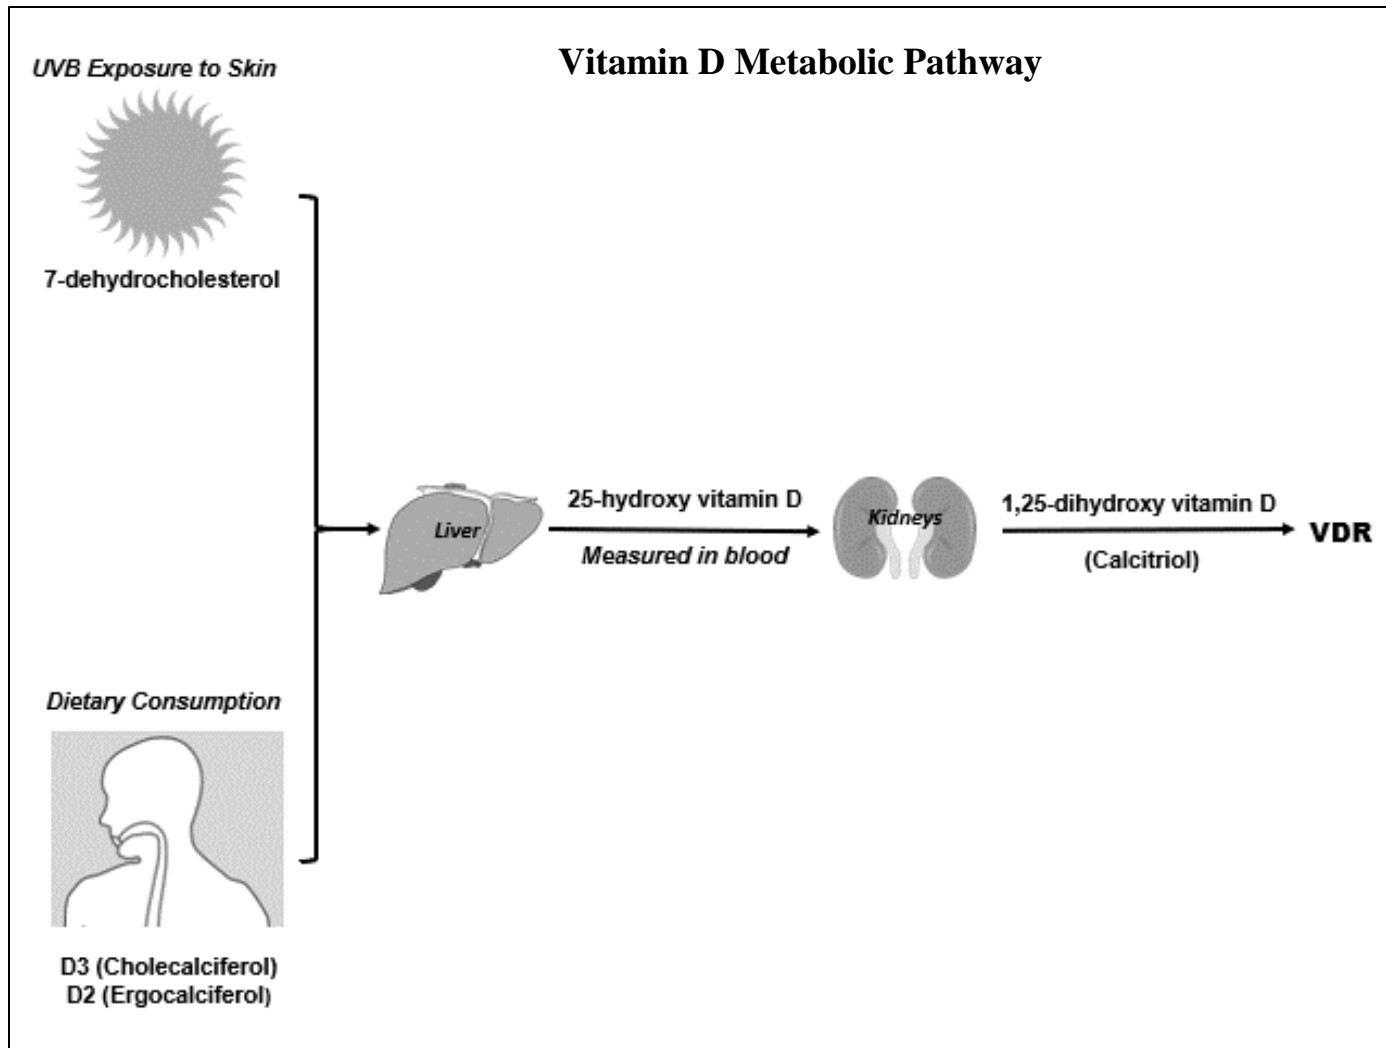 Vitamin D Metabolic Pathway
UVB Exposure to Skin
7-dehydrocholesterol
Dietary Consumption
D3 (Cholecalciferol)
D2 (Ergocalciferol)
Liver
25-hydroxy vitamin D
Measured in blood
Kidneys
1,25-dihydroxy vitamin D
(Calcitriol)
VDR